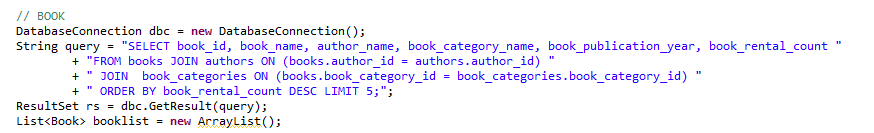 // BOOK
DatabaseConnection dbc = new DatabaseConnection();
String query = "SELECT book_id, book_name, author_name, book_category_name, book_publication_year, book_rental_count "
+ "FROM books JOIN authors ON (books.author_id = authors.author_id) "
+ " JOIN  book_categories ON (books.book_category_id = book_categories.book_category_id) "
+ " ORDER BY book_rental_count DESC LIMIT 5;";
ResultSet rs = dbc.GetResult(query);
List<Book> booklist = new ArrayList();